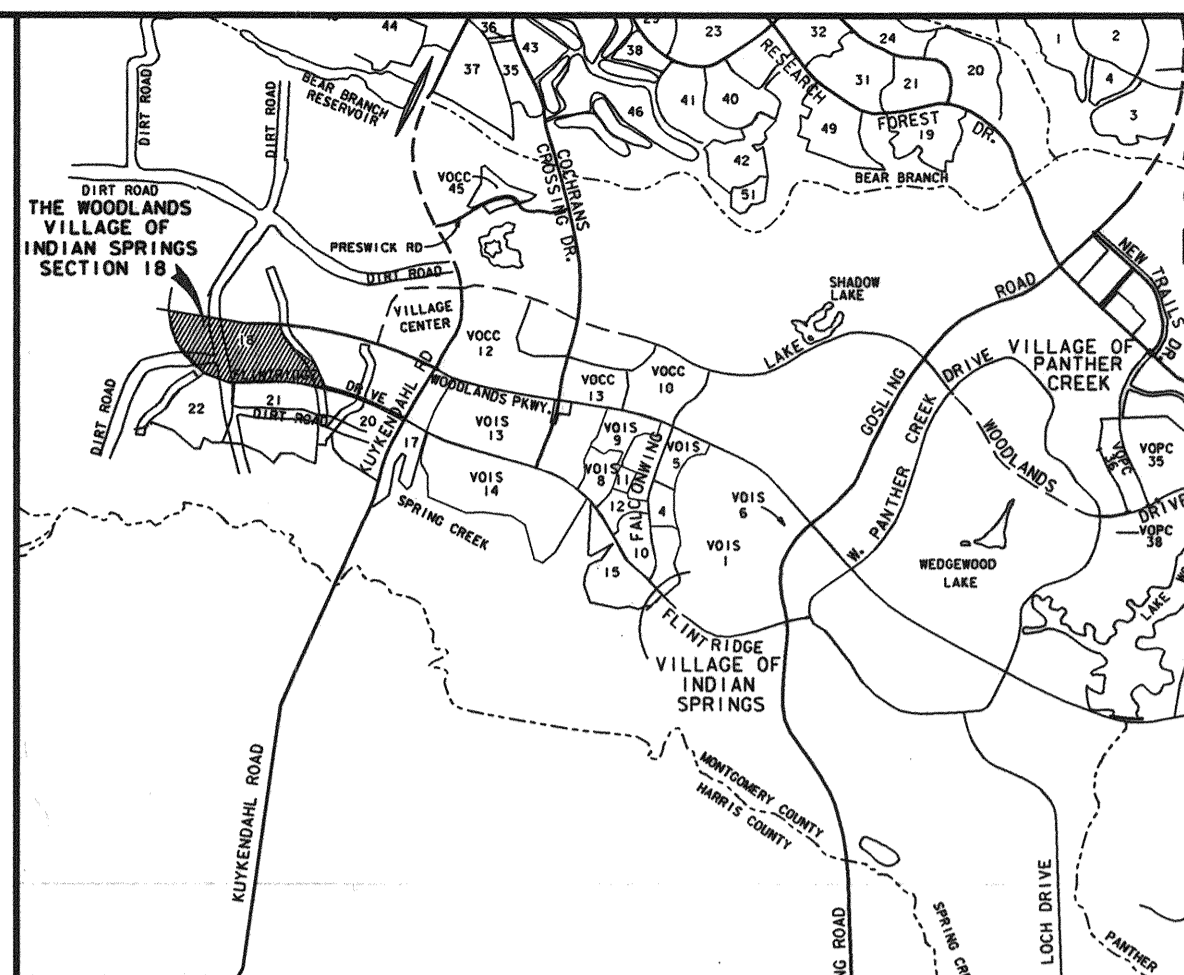 44
36
43
37
35
38
23
32
24
1
2
4
3
31
21
20
RESEARCH
FOREST
DR.
19
41
40
46
49
42
51
BEAR BRANCH
BEAR BRANCH
RESERVOIR
DIRT ROAD
DIRT ROAD
DIRT ROAD
THE WOODLANDS
VILLAGE OF
INDIAN SPRINGS
SECTION 18
VOCC
45
COCHRANS
CROSSING DR.
PRESWICK RD
DIRT ROAD
VILLAGE
CENTER
VOCC
12
SHADOW
LAKE
LAKE
ROAD
GOSLING
NEW TRAILS DR.
VILLAGE OF
PANTHER
CREEK
18
FLINTRIDGE
DRIVE
WOODLANDS PKWY.
KUYKENDAHL RD
VOCC
13
VOCC
10
W. PANTHER CREEK DRIVE
WOODLANDS
DRIVE
VOPC
36
VOPC
35
VOPC
38
DIRT ROAD
22
21
DIRT ROAD
20
17
VOIS
13
VOIS
14
VOIS
9
VOIS
8
11
12
10
FALCONWING
VOIS
5
4
VOIS
6
VOIS
1
15
SPRING CREEK
WEDGEWOOD
LAKE
LAKE
FLINTRIDGE
VILLAGE OF
INDIAN
SPRINGS
MONTGOMERY COUNTY
HARRIS COUNTY
KUYKENDAHL ROAD
ROAD
SPRING
LOCH DRIVE
PANTHER